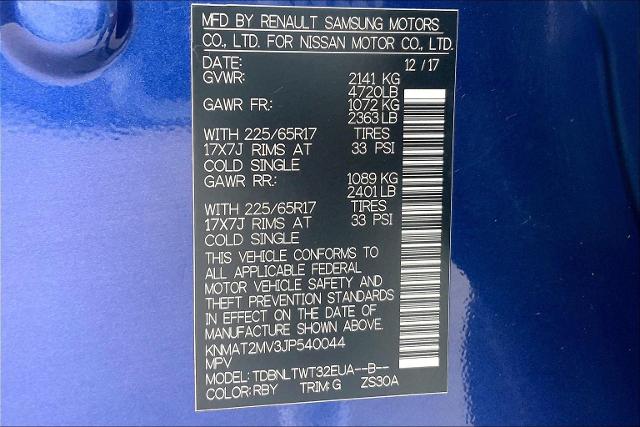 MFD BY RENAULT SAMSUNG MOTORS
CO., LTD. FOR NISSAN MOTOR CO., LTD.
DATE: 12 / 17
GVWR: 2141 KG
4720LB
GAWR FR: 1072 KG
2363 LB
WITH 225/65R17 TIRES
17X7J RIMS AT 33 PSI
COLD SINGLE
GAWR RR: 1089 KG
2401 LB
WITH 225/65R17 TIRES
17X7J RIMS AT 33 PSI
COLD SINGLE
THIS VEHICLE CONFORMS TO
ALL APPLICABLE FEDERAL
MOTOR VEHICLE SAFETY AND
THEFT PREVENTION STANDARDS
IN EFFECT ON THE DATE OF
MANUFACTURE SHOWN ABOVE.
KNMAT2MV3JP540044
MPV
MODEL: TDBNLTWT32EUA--B--
COLOR:RBY TRIM:G ZS30A